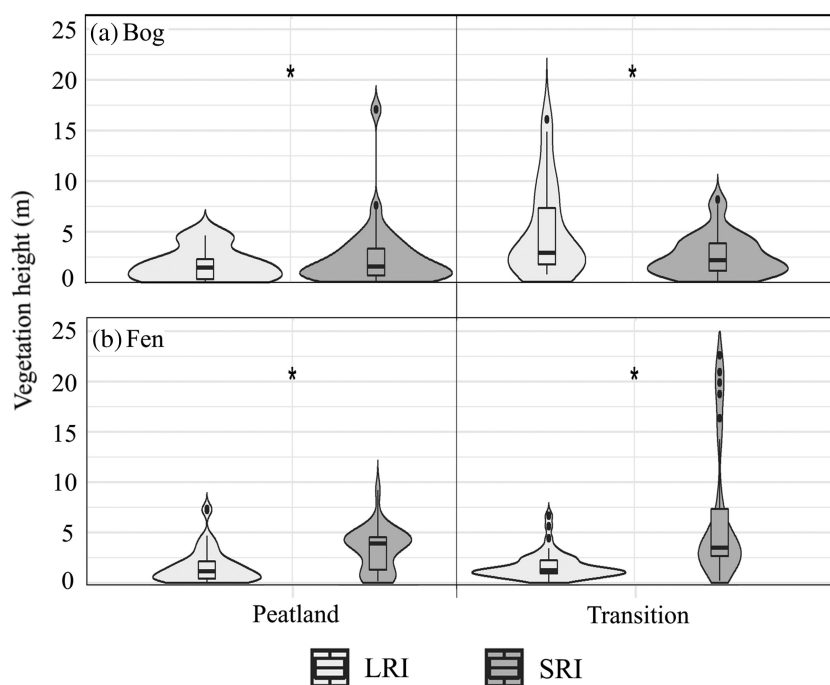 Vegetation height (m)
(a) Bog
25
20
15
10
5
0
*
*
(b) Fen
25
20
15
10
5
0
*
*
Peatland
Transition
LRI
SRI